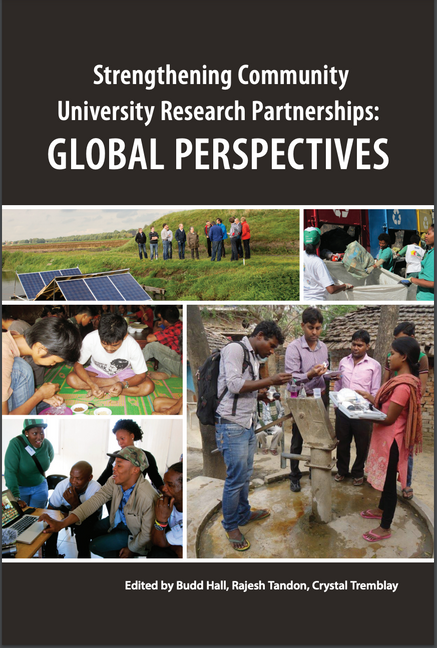 Strengthening Community
University Research Partnerships:
GLOBAL PERSPECTIVES
Edited by Budd Hall, Rajesh Tandon, Crystal Tremblay